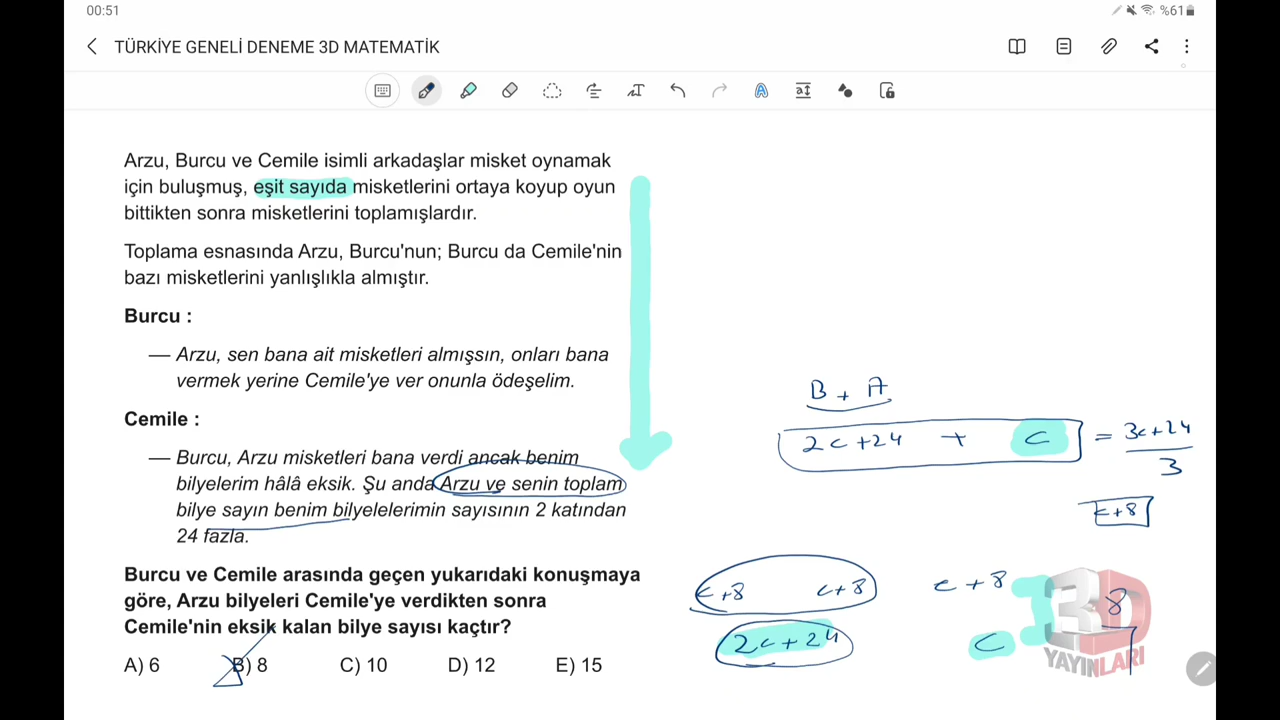 00:51
%61
TÜRKİYE GENELİ DENEME 3D MATEMATİK
Arzu, Burcu ve Cemile isimli arkadaşlar misket oynamak
için buluşmuş, eşit sayıda misketlerini ortaya koyup oyun
bittikten sonra misketlerini toplamışlardır.
Toplama esnasında Arzu, Burcu'nun; Burcu da Cemile'nin
bazı misketlerini yanlışlıkla almıştır.
Burcu :
— Arzu, sen bana ait misketleri almışsın, onları bana
vermek yerine Cemile'ye ver onunla ödeşelim.
Cemile :
— Burcu, Arzu misketleri bana verdi ancak benim
bilyelerim hâlâ eksik. Şu anda Arzu ve senin toplam
bilye sayın benim bilyelelerimin sayısının 2 katından
24 fazla.
Burcu ve Cemile arasında geçen yukarıdaki konuşmaya
göre, Arzu bilyeleri Cemile'ye verdikten sonra
Cemile'nin eksik kalan bilye sayısı kaçtır?
A) 6 B) 8 C) 10 D) 12 E) 15
B + A
2c+24 + c = 3c+24
3
c+8
c+8 c+8 c+8
2c+24 c
8
3D
YAYINLARI